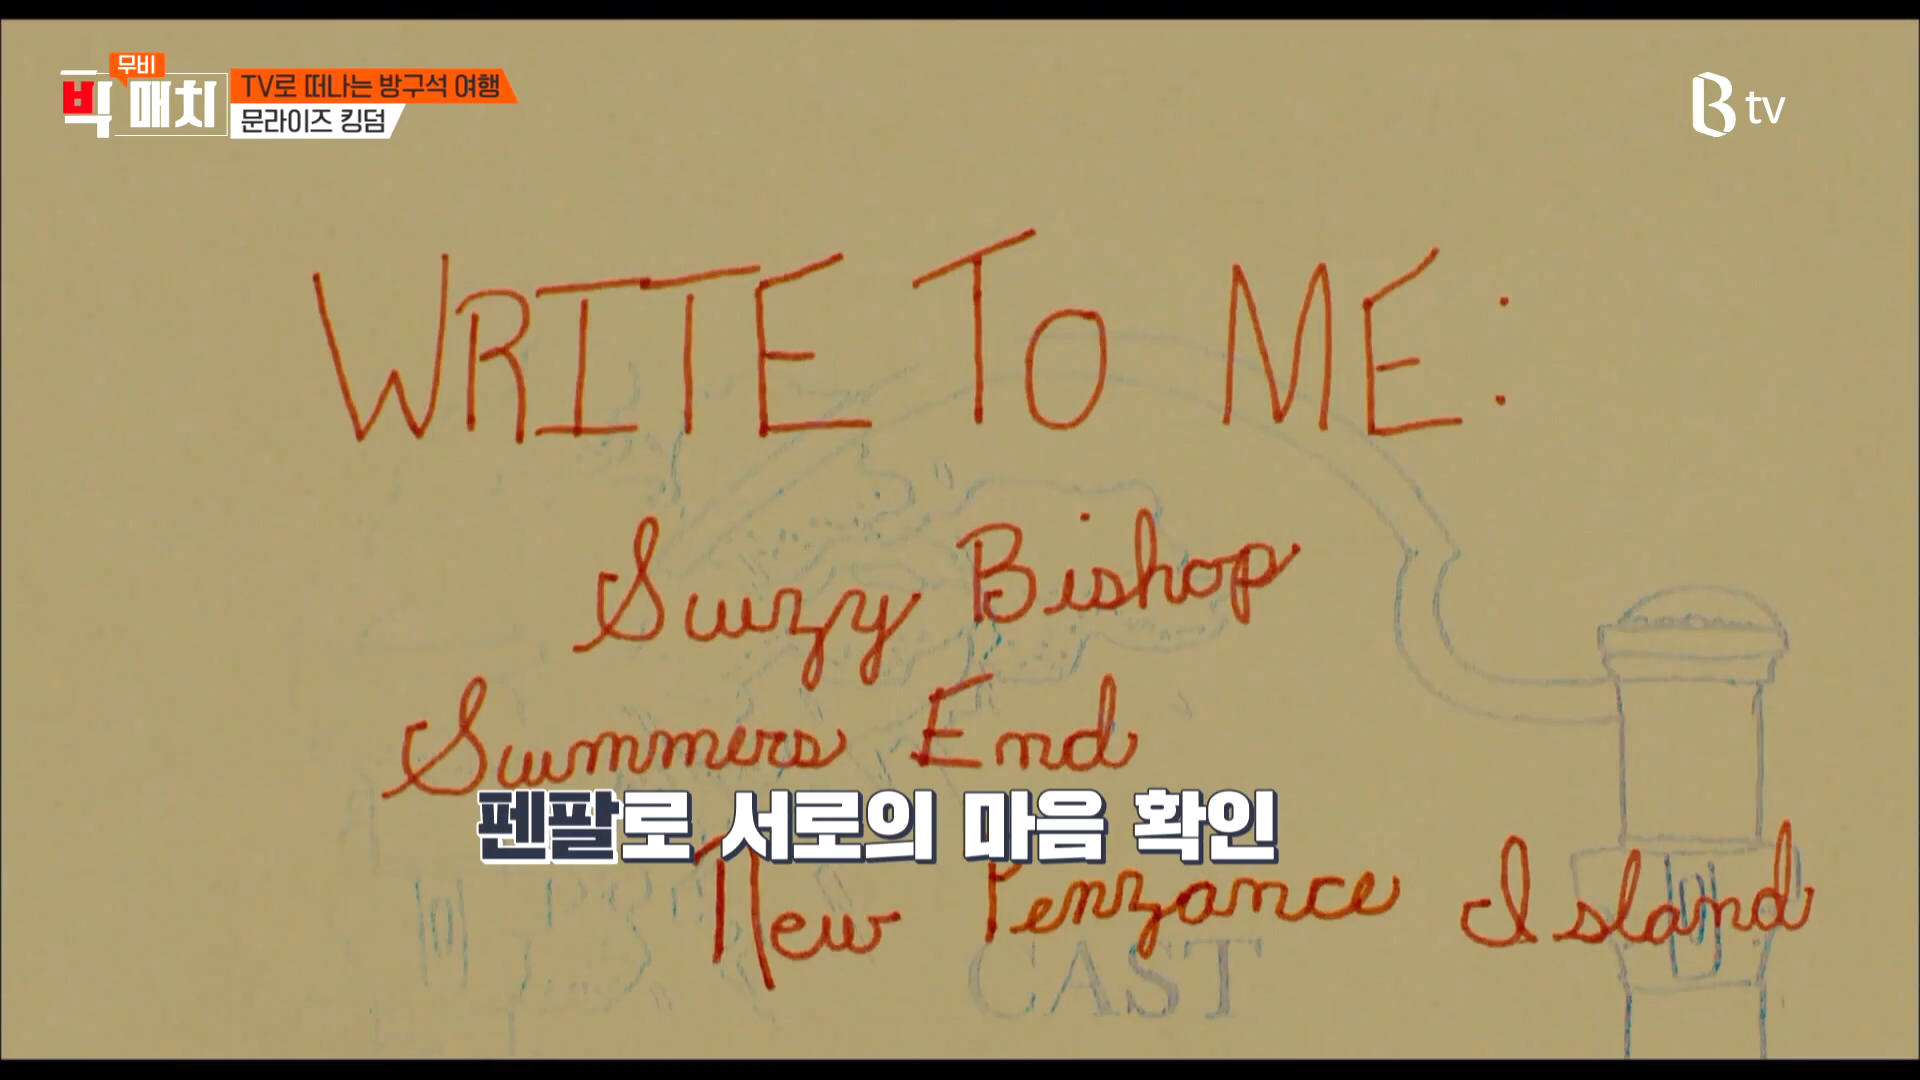 무비
빅매치
TV로 떠나는 방구석 여행
문라이즈 킹덤
B tv
WRITE TO ME:
Suzy Bishop
Summers End
펜팔로 서로의 마음 확인
New Penzance Island
CAST